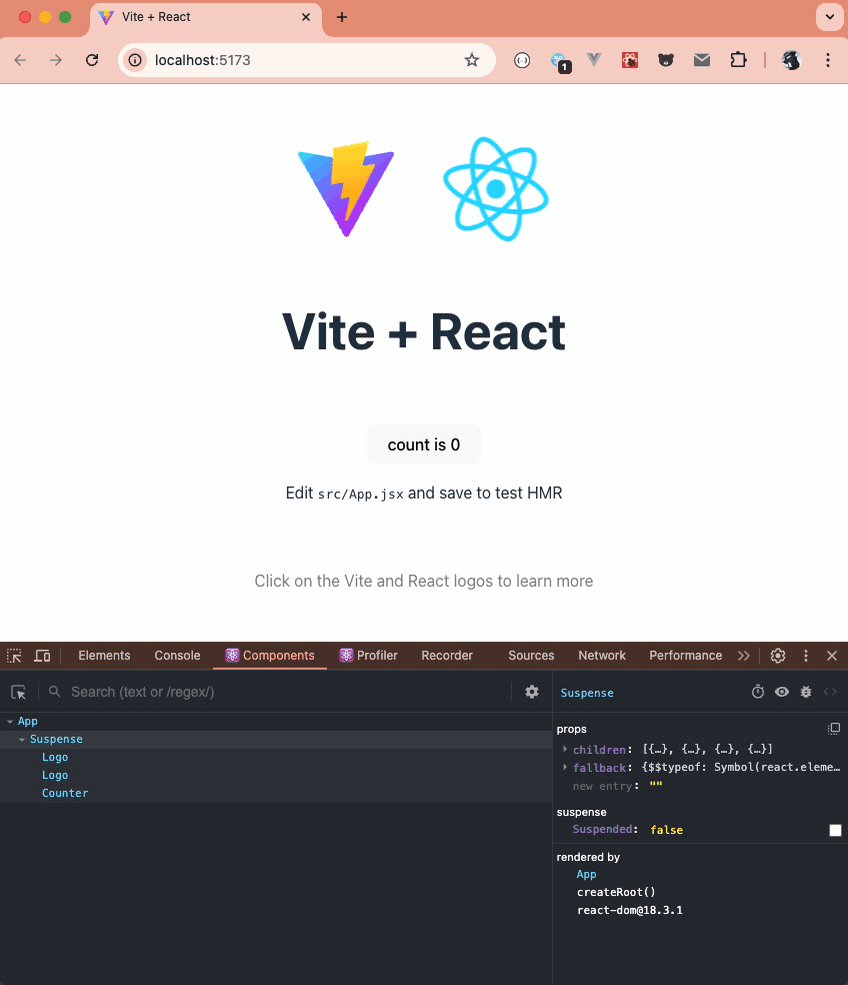 Vite + React
localhost:5173
1
Vite + React
count is 0
Edit src/App.jsx and save to test HMR
Click on the Vite and React logos to learn more
Elements Console Components Profiler Recorder Sources Network Performance
Search (text or /regex/)
App
Suspense
Logo
Logo
Counter
Suspense
props
children: [{…}, {…}, {…}, {…}]
fallback: {$$typeof: Symbol(react.eleme…
new entry: ""
suspense
Suspended: false
rendered by
App
createRoot()
react-dom@18.3.1